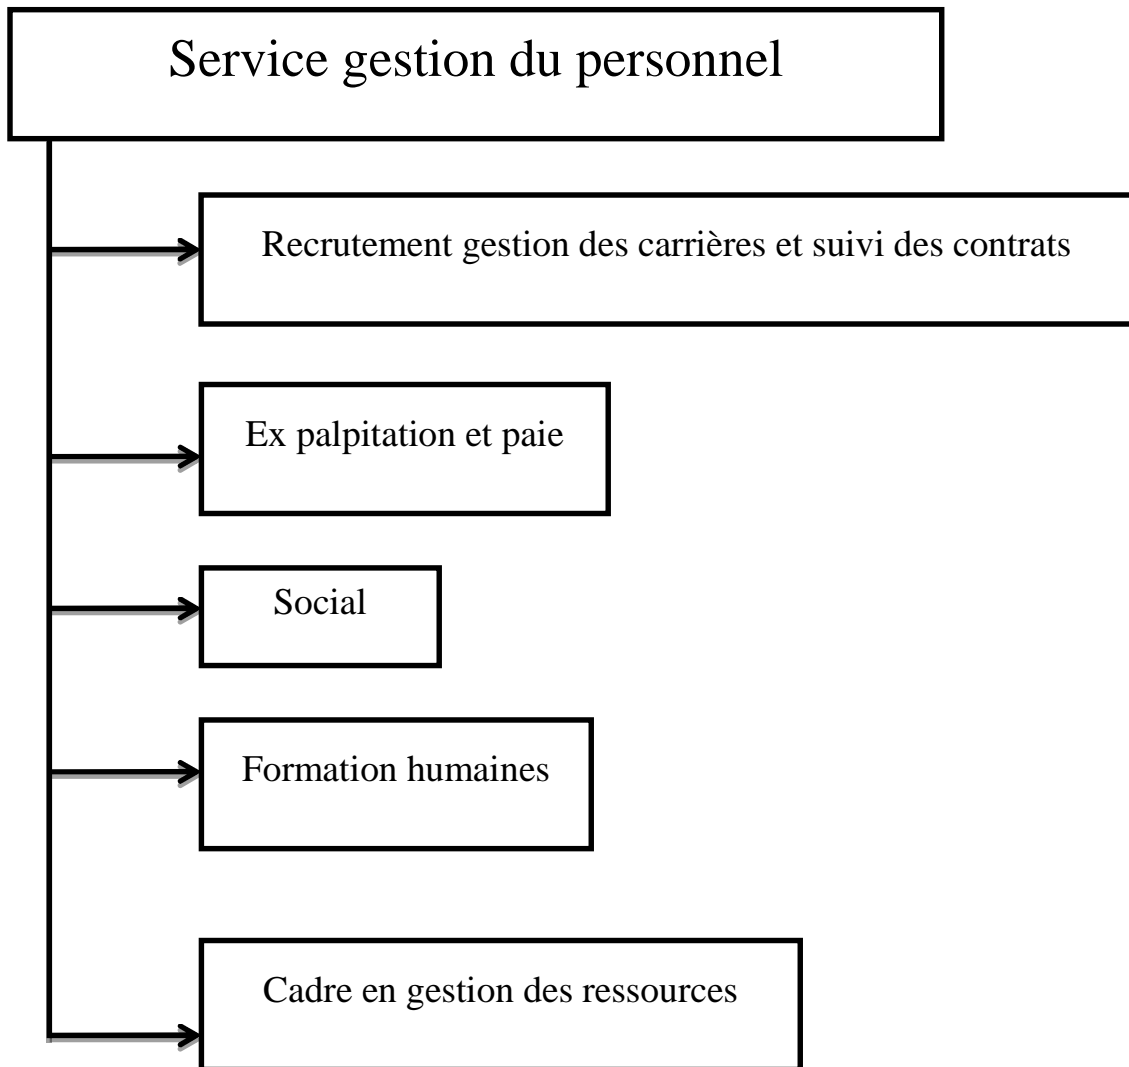 Service gestion du personnel
Recrutement gestion des carrières et suivi des contrats
Ex palpitation et paie
Social
Formation humaines
Cadre en gestion des ressources